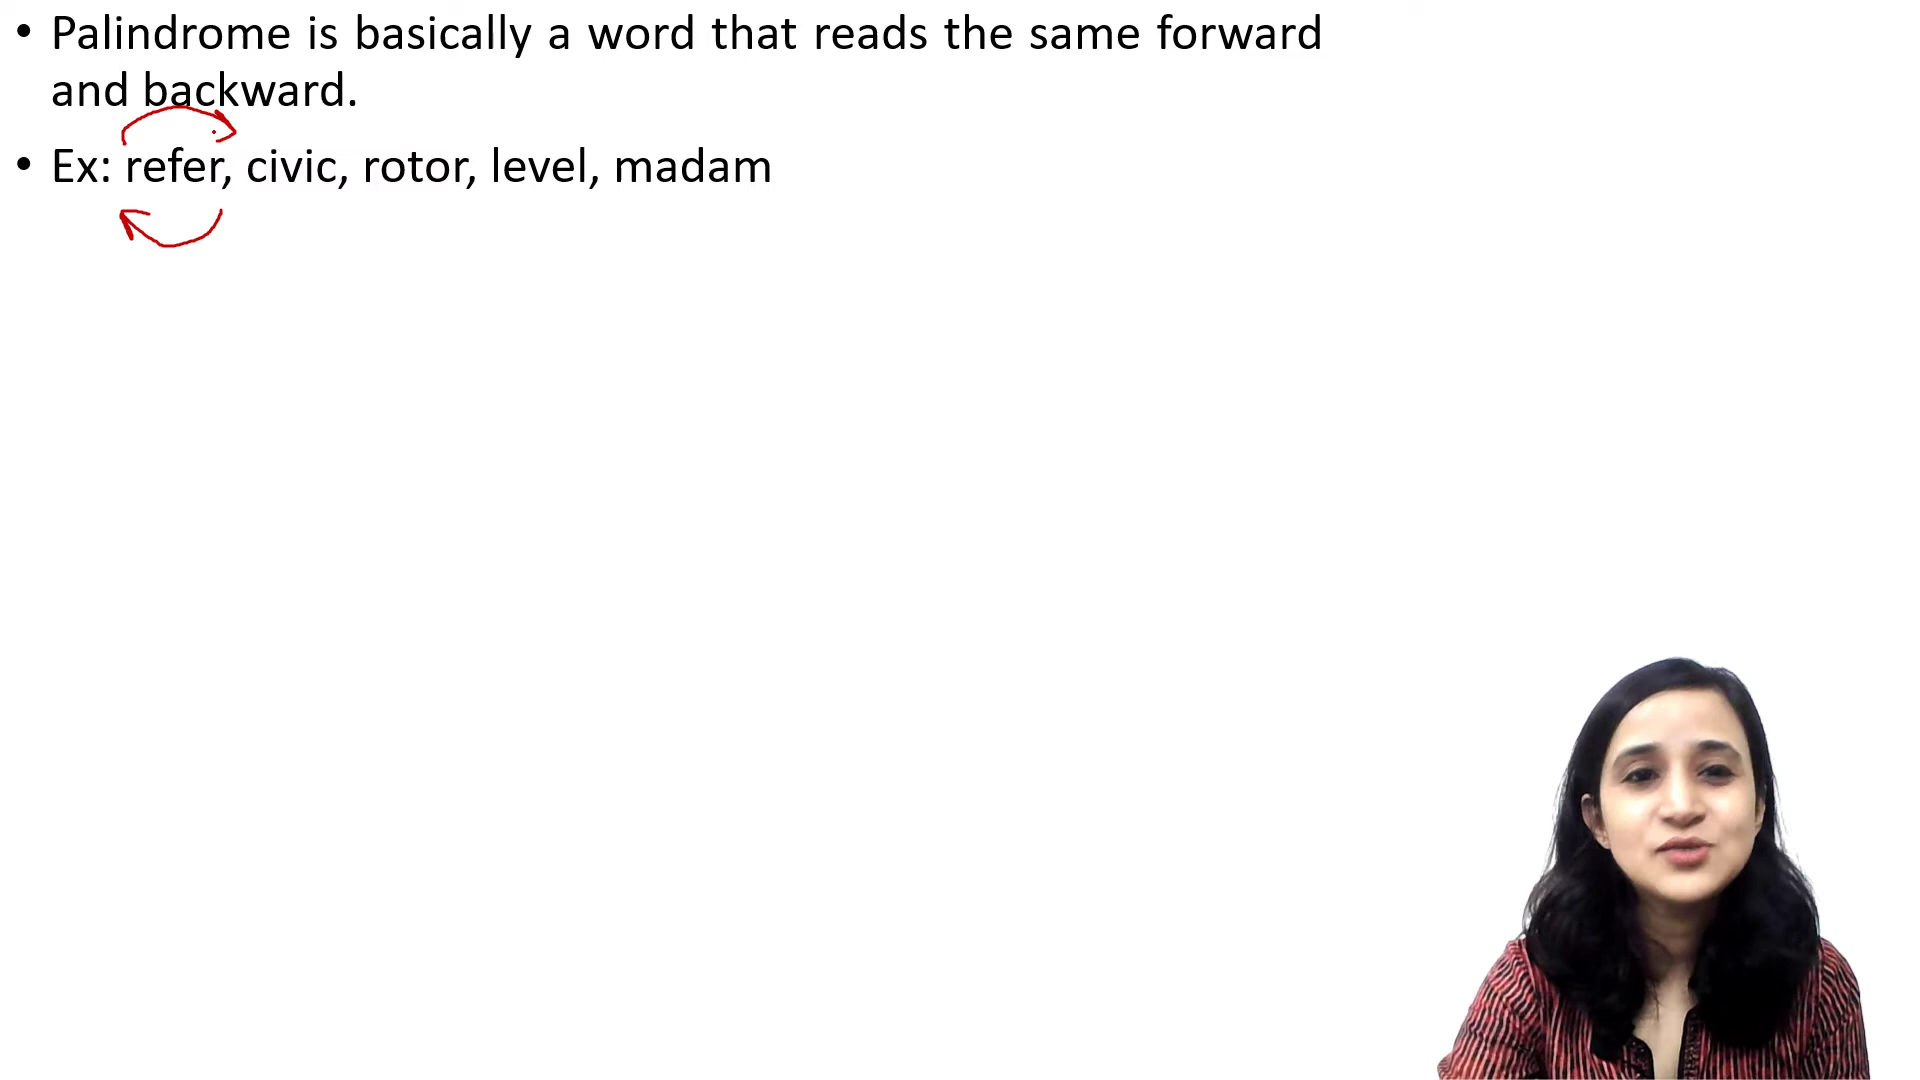 • Palindrome is basically a word that reads the same forward
and backward.
• Ex: refer, civic, rotor, level, madam